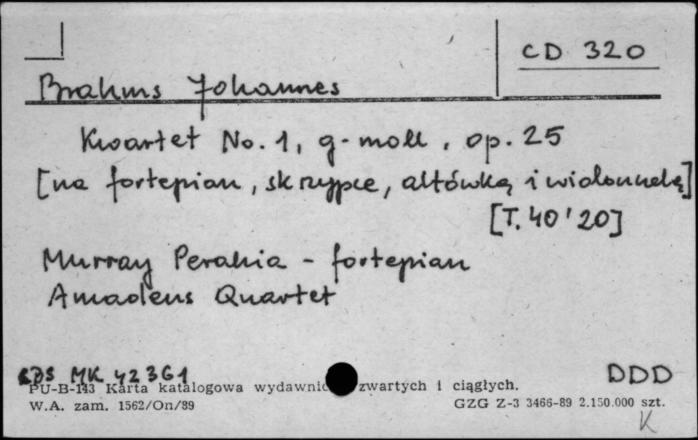 CD 320
Brahms Johannes
Kwartet No. 1, g-moll, op. 25
[na fortepian, skrzypce, altówkę i wiolonczelę]
[T. 40'20]
Murray Perahia - fortepian
Amadeus Quartet
CBS MK 42361
DDD
PU-B-143 Karta katalogowa wydawnic zwartych i ciągłych.
W.A. zam. 1562/On/89 GZG Z-3 3466-89 2.150.000 szt.
K